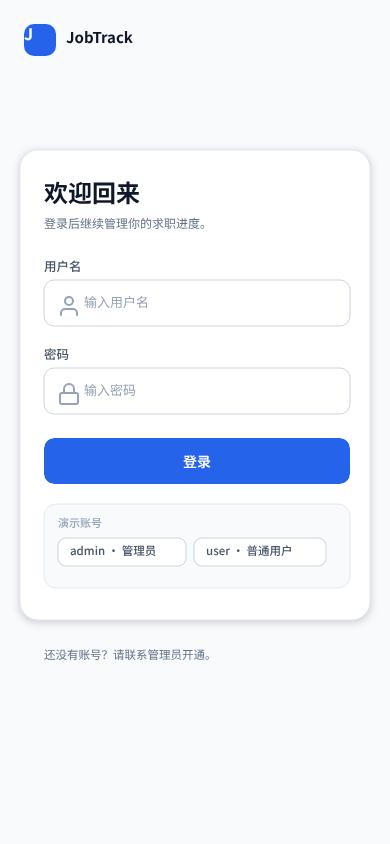 J JobTrack
欢迎回来
登录后继续管理你的求职进度。
用户名
输入用户名
密码
输入密码
登录
演示账号
admin · 管理员 user · 普通用户
还没有账号？请联系管理员开通。